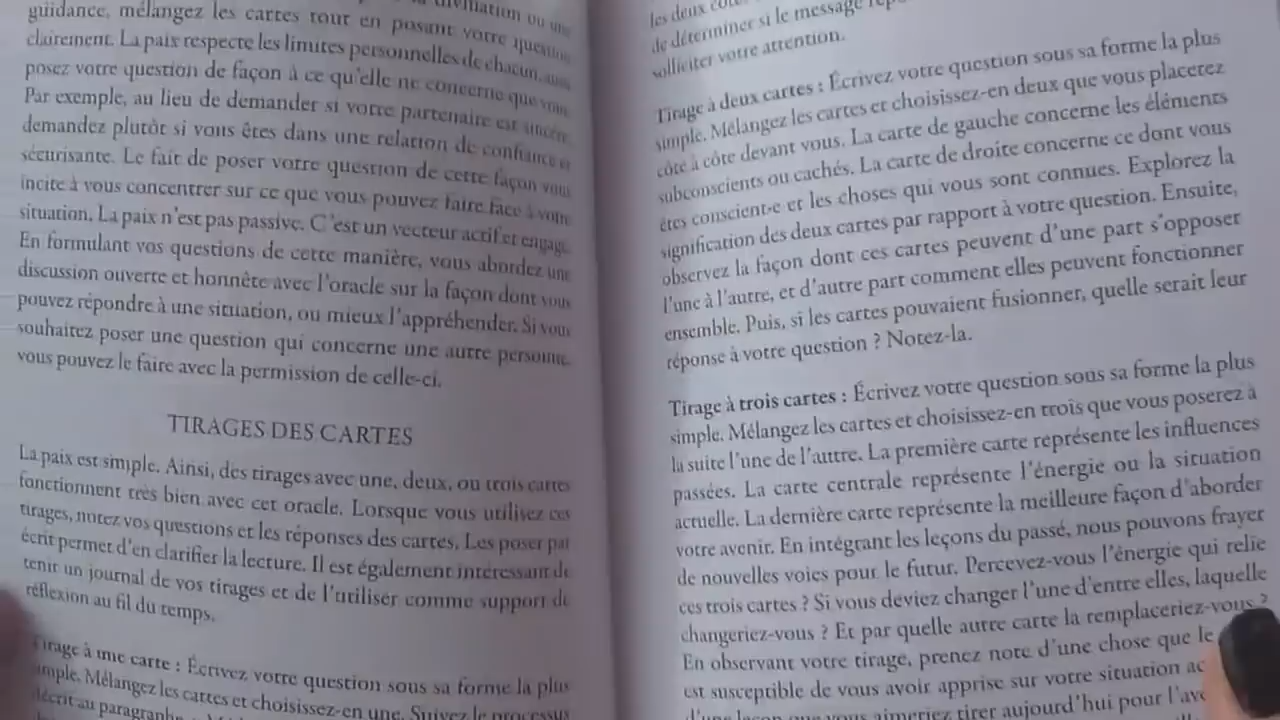 guidance, mélangez les cartes tout en posant votre question
clairement. La paix respecte les limites personnelles de chacun,
posez votre question de façon à ce qu'elle ne concerne que vous.
Par exemple, au lieu de demander si votre partenaire est sincère,
demandez plutôt si vous êtes dans une relation de confiance et
sécurisante. Le fait de poser votre question de cette façon vous
incite à vous concentrer sur ce que vous pouvez faire face à votre
situation. La paix n'est pas passive. C'est un vecteur actif et engagé.
En formulant vos questions de cette manière, vous abordez une
discussion ouverte et honnête avec l'oracle sur la façon dont vous
pouvez répondre à une situation, ou mieux l'appréhender. Si vous
souhaitez poser une question qui concerne une autre personne,
vous pouvez le faire avec la permission de celle-ci.
TIRAGES DES CARTES
La paix est simple. Ainsi, des tirages avec une, deux, ou trois cartes
fonctionnent très bien avec cet oracle. Lorsque vous utilisez ces
tirages, notez vos questions et les réponses des cartes. Les poser par
écrit permet d'en clarifier la lecture. Il est également intéressant de
tenir un journal de vos tirages et de l'utiliser comme support de
réflexion au fil du temps.
Tirage à une carte : Écrivez votre question sous sa forme la plus
simple. Mélangez les cartes et choisissez-en une. Suivez le processus
décrit au paragraphe
les deux
de déterminer si le message
solliciter votre attention.
Tirage à deux cartes : Écrivez votre question sous sa forme la plus
simple. Mélangez les cartes et choisissez-en deux que vous placerez
côte à côte devant vous. La carte de gauche concerne les éléments
subconscients ou cachés. La carte de droite concerne ce dont vous
êtes conscient·e et les choses qui vous sont connues. Explorez la
signification des deux cartes par rapport à votre question. Ensuite,
observez la façon dont ces cartes peuvent d'une part s'opposer
l'une à l'autre, et d'autre part comment elles peuvent fonctionner
ensemble. Puis, si les cartes pouvaient fusionner, quelle serait leur
réponse à votre question ? Notez-la.
Tirage à trois cartes : Écrivez votre question sous sa forme la plus
simple. Mélangez les cartes et choisissez-en trois que vous poserez à
la suite l'une de l'autre. La première carte représente les influences
passées. La carte centrale représente l'énergie ou la situation
actuelle. La dernière carte représente la meilleure façon d'aborder
votre avenir. En intégrant les leçons du passé, nous pouvons frayer
de nouvelles voies pour le futur. Percevez-vous l'énergie qui relie
ces trois cartes ? Si vous deviez changer l'une d'entre elles, laquelle
changeriez-vous ? Et par quelle autre carte la remplaceriez-vous ?
En observant votre tirage, prenez note d'une chose que le
est susceptible de vous avoir apprise sur votre situation
d'une leçon que vous aimeriez tirer aujourd'hui pour